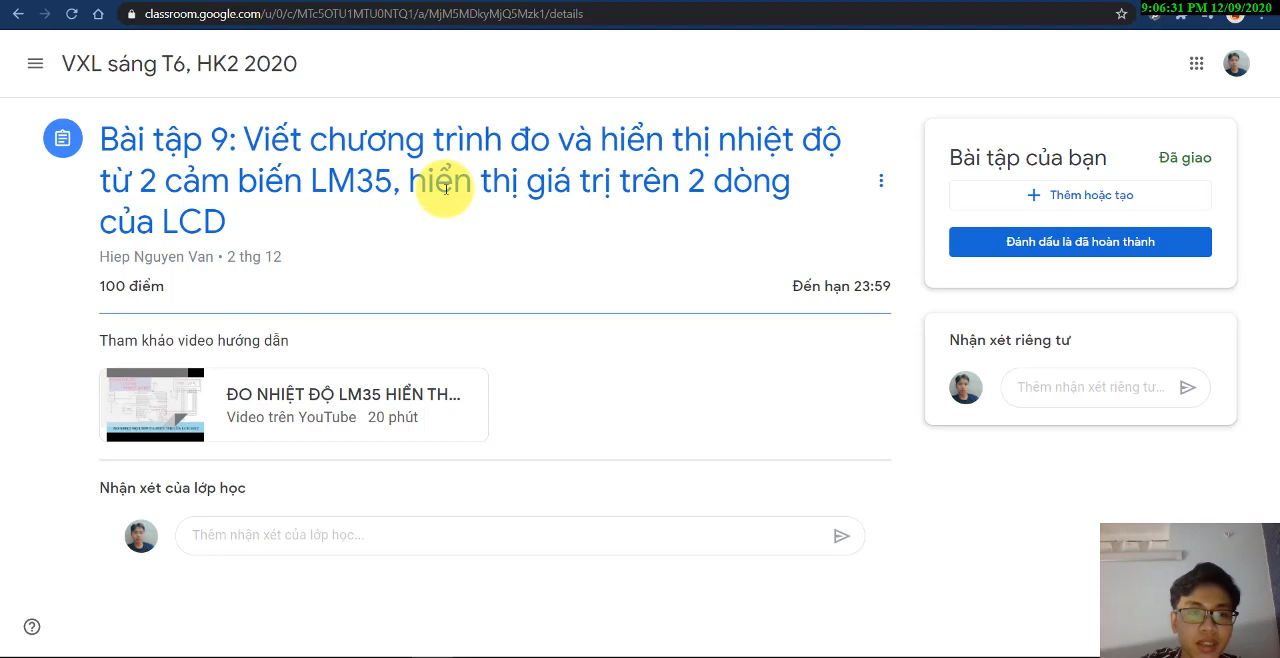 classroom.google.com/u/0/c/MTc5OTU1MTU0NTQ1/a/MjM5MDkyMjQ5Mzk1/details
9:06:31 PM 12/09/2020
VXL sáng T6, HK2 2020
Bài tập 9: Viết chương trình đo và hiển thị nhiệt độ
từ 2 cảm biến LM35, hiển thị giá trị trên 2 dòng
của LCD
Hiep Nguyen Van • 2 thg 12
100 điểm
Đến hạn 23:59
Tham khảo video hướng dẫn
ĐO NHIỆT ĐỘ LM35 HIỂN TH...
Video trên YouTube 20 phút
Nhận xét của lớp học
Thêm nhận xét của lớp học...
Bài tập của bạn
Đã giao
+ Thêm hoặc tạo
Đánh dấu là đã hoàn thành
Nhận xét riêng tư
Thêm nhận xét riêng tư...